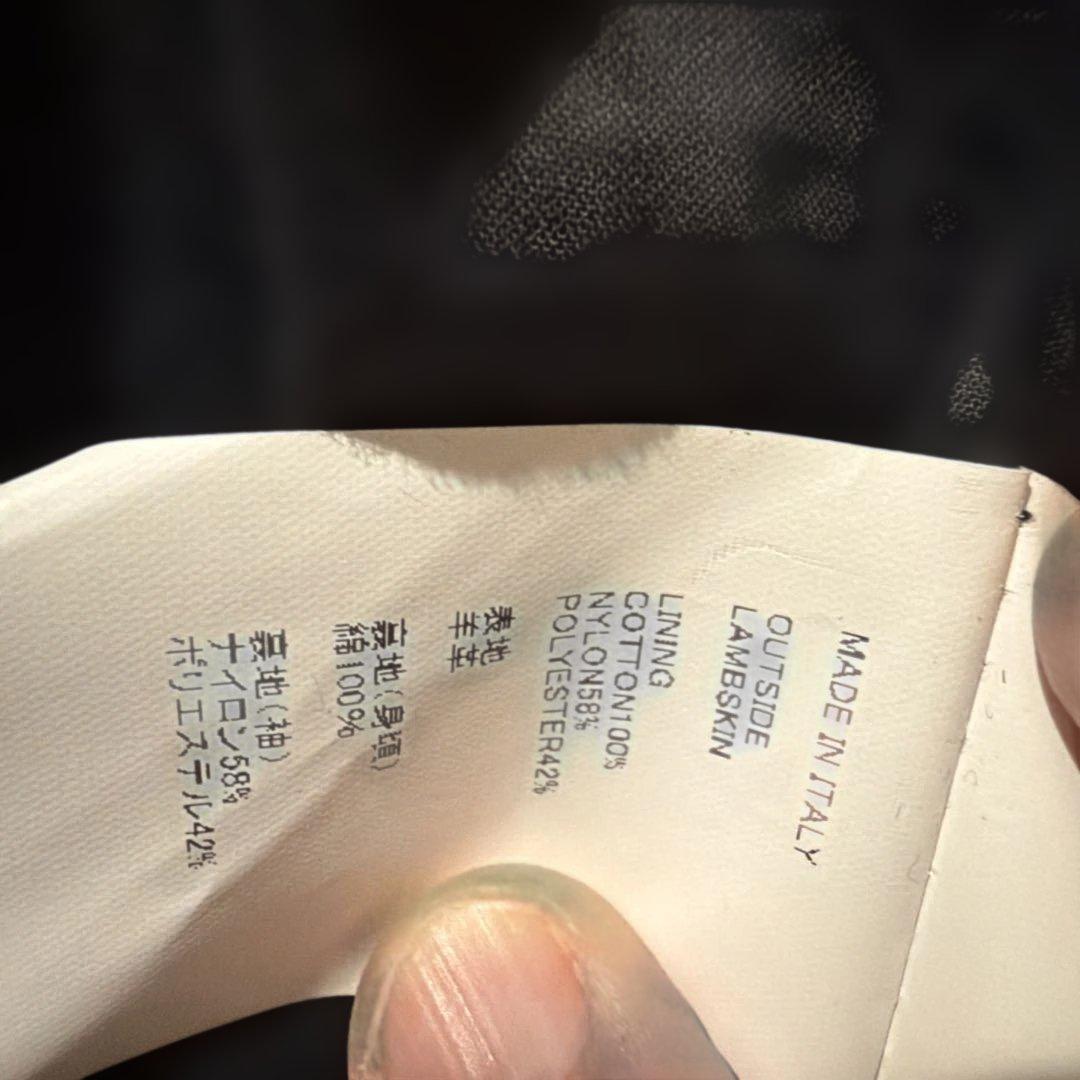 MADE IN ITALY
OUTSIDE
LAMBSKIN
LINNING
COTTON100%
NYLON58%
POLYESTER42%
表地
羊革
裏地(身頃)
綿100%
裏地(袖)
ナイロン58%
ポリエステル42%